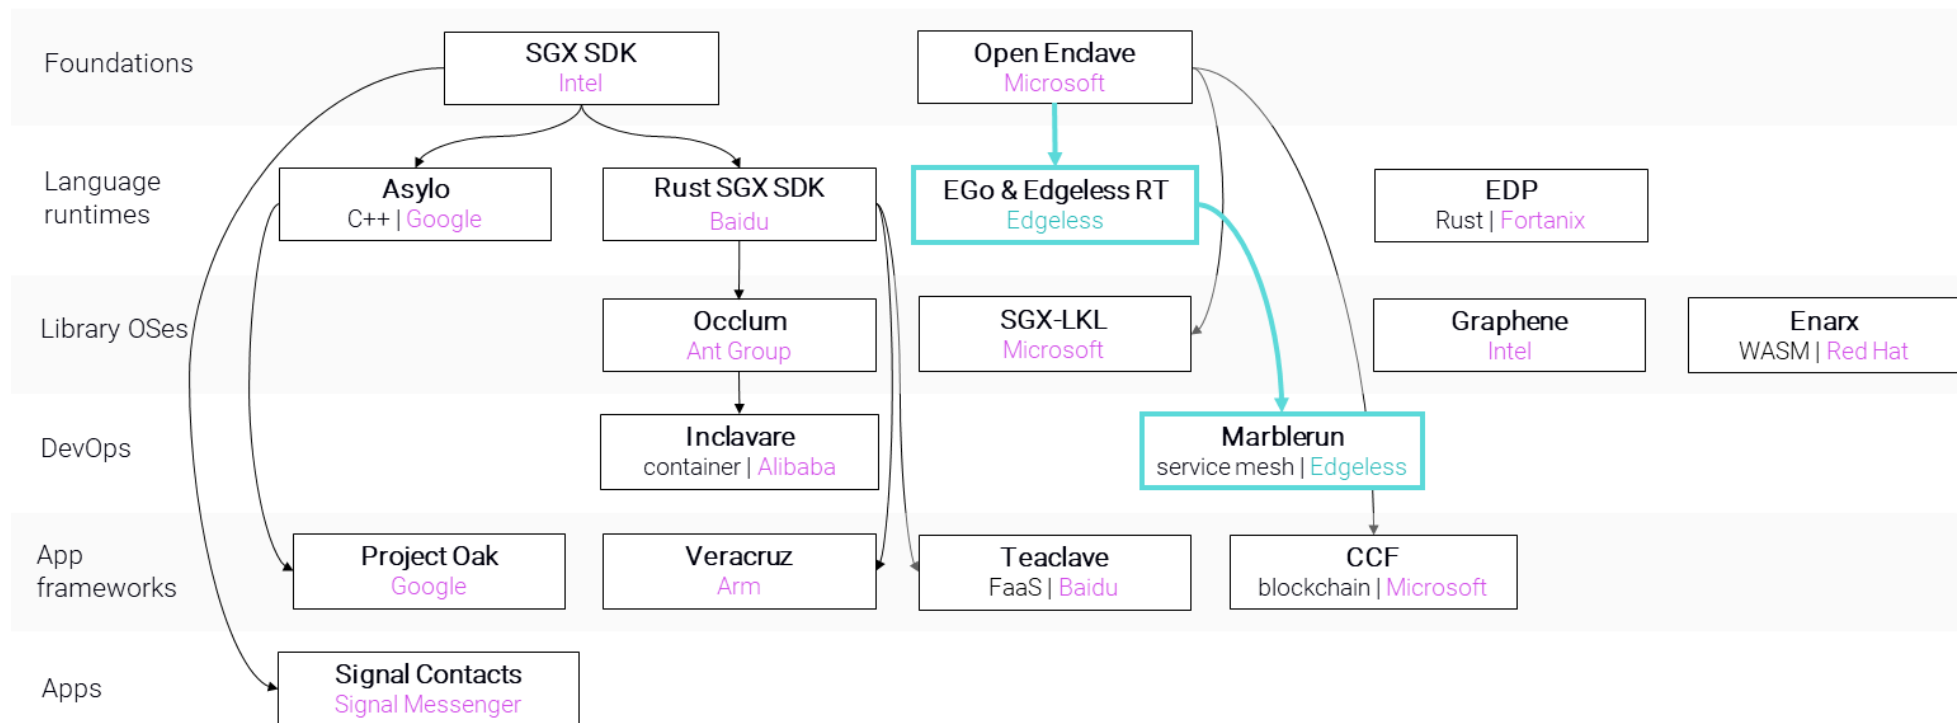 Foundations
SGX SDK
Intel
Open Enclave
Microsoft
Language
runtimes
Asylo
C++ | Google
Rust SGX SDK
Baidu
EGo & Edgeless RT
Edgeless
EDP
Rust | Fortanix
Library OSes
Occlum
Ant Group
SGX-LKL
Microsoft
Graphene
Intel
Enarx
WASM | Red Hat
DevOps
Inclavare
container | Alibaba
Marblerun
service mesh | Edgeless
App
frameworks
Project Oak
Google
Veracruz
Arm
Teaclave
FaaS | Baidu
CCF
blockchain | Microsoft
Apps
Signal Contacts
Signal Messenger